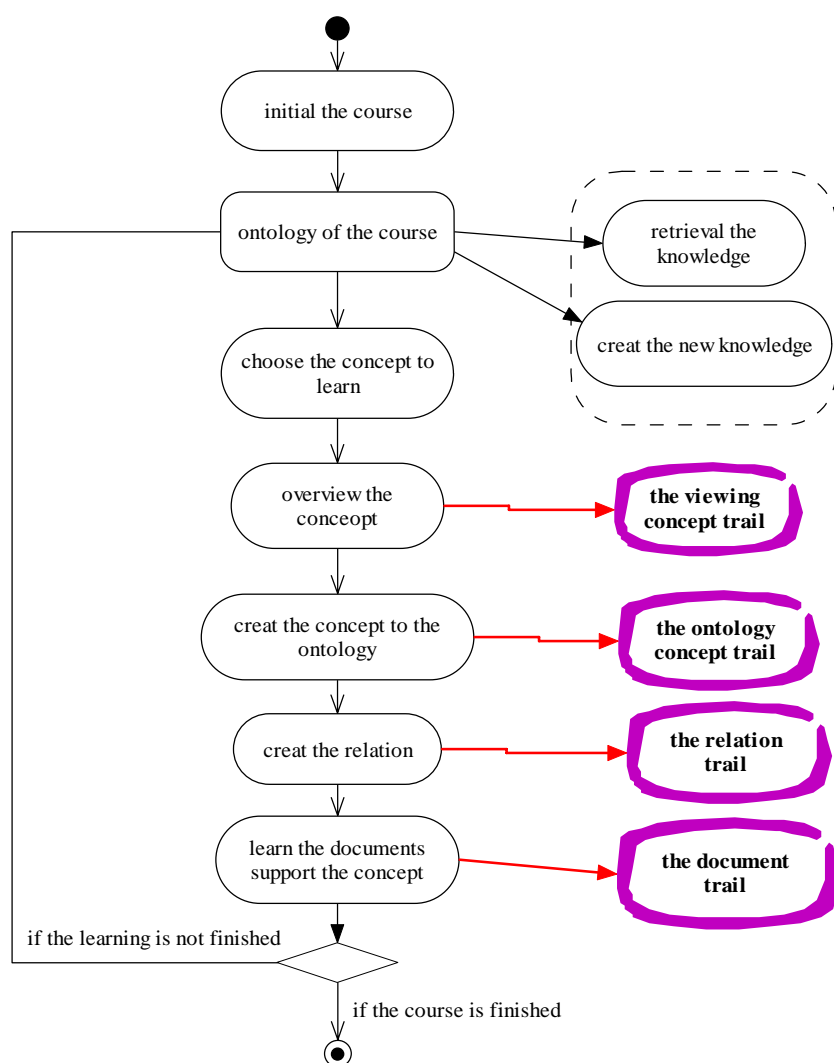 initial the course
ontology of the course
retrieval the
knowledge
creat the new knowledge
choose the concept to
learn
overview the
conceopt
the viewing
concept trail
creat the concept to the
ontology
the ontology
concept trail
creat the relation
the relation
trail
learn the documents
support the concept
the document
trail
if the learning is not finished
if the course is finished